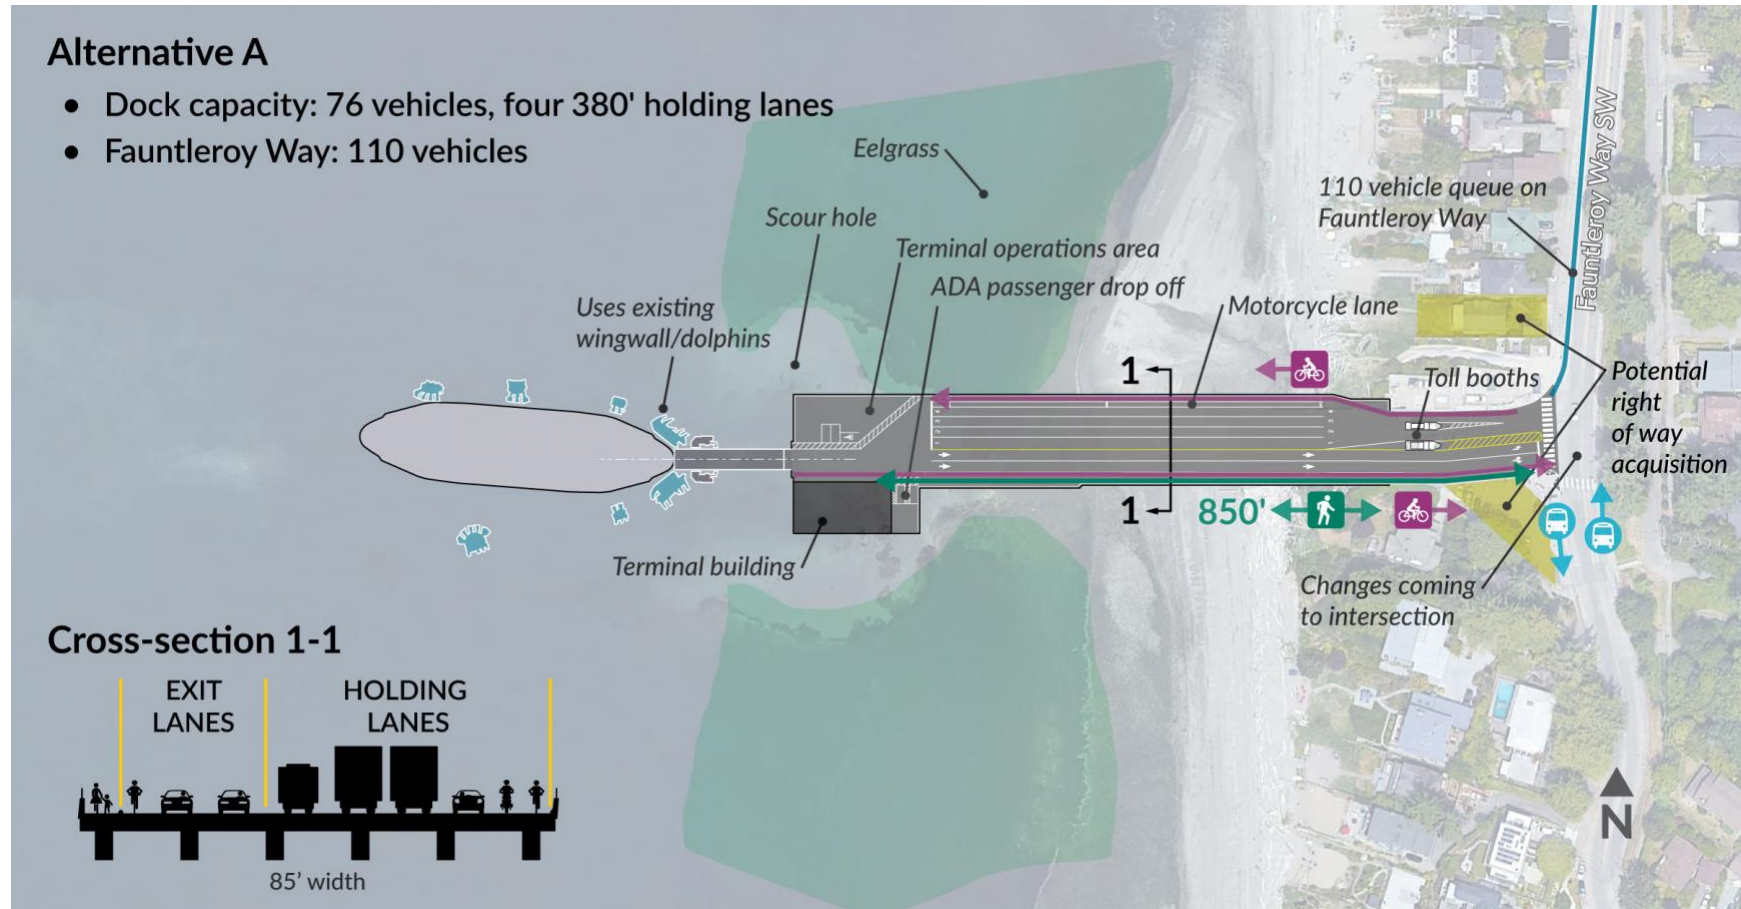 Alternative A
• Dock capacity: 76 vehicles, four 380' holding lanes
• Fauntleroy Way: 110 vehicles
Eelgrass
Scour hole
Terminal operations area
ADA passenger drop off
Uses existing
wingwall/dolphins
Motorcycle lane
110 vehicle queue on
Fauntleroy Way
Fauntleroy Way SW
1
Toll booths
Potential
right
of way
acquisition
1
850'
Terminal building
Changes coming
to intersection
Cross-section 1-1
EXIT
LANES
HOLDING
LANES
85’ width
N